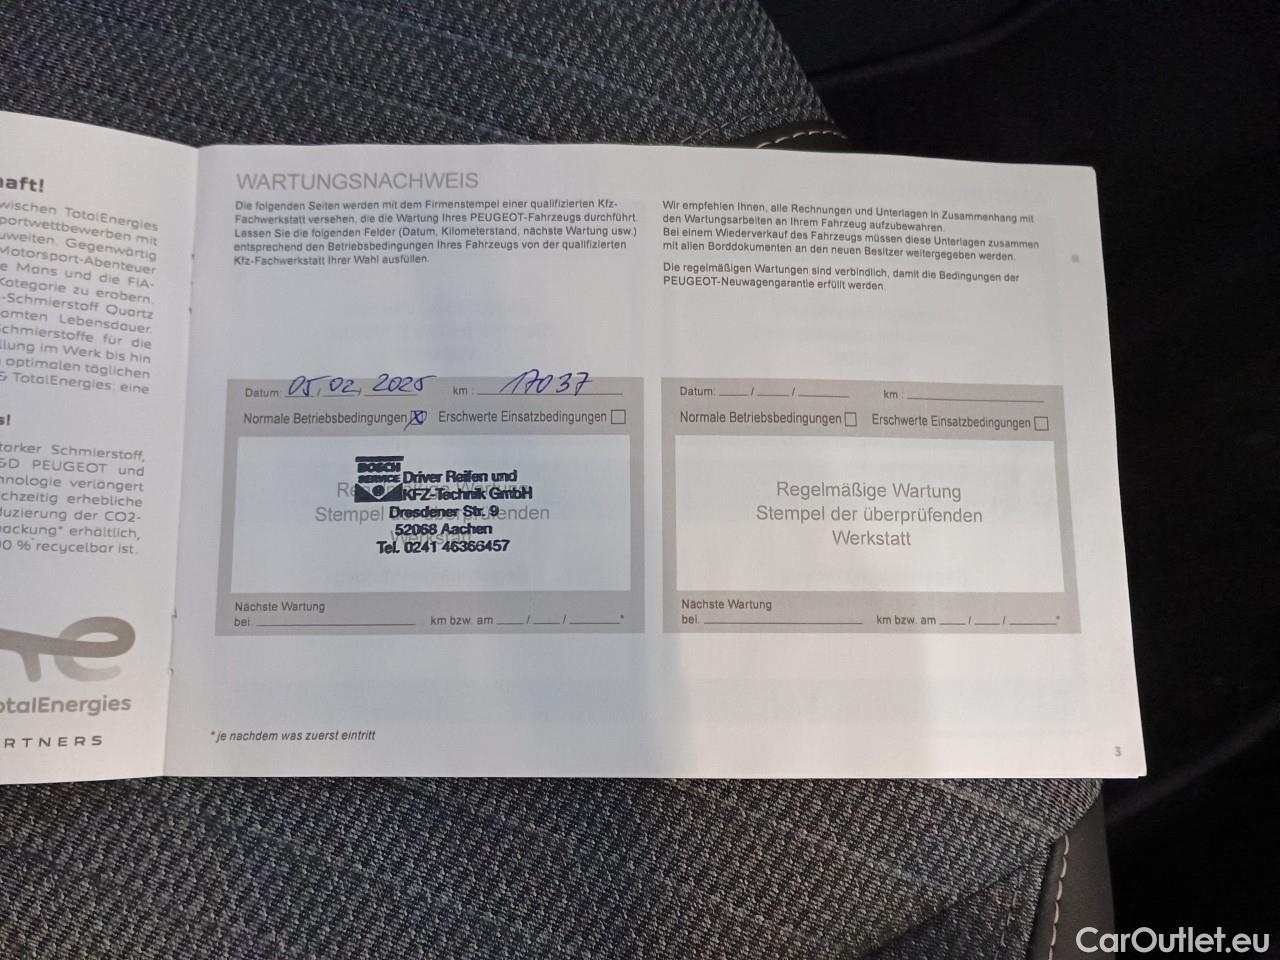 haft!
wischen TotalEnergies
portwettbewerben mit
uweiten. Gegenwärtig
Motorsport-Abenteuer
e Mans und die FIA-
Kategorie zu erobern.
-Schmierstoff Quartz
amten Lebensdauer.
chmierstoffe für die
llung im Werk bis hin
optimalen täglichen
& TotalEnergies: eine
s!
tarker Schmierstoff,
&D PEUGEOT und
hnologie verlängert
chzeitig erhebliche
duzierung der CO2-
packung* erhältlich,
00 % recycelbar ist.
otalEnergies
RTNERS
WARTUNGSNACHWEIS
Die folgenden Seiten werden mit dem Firmenstempel einer qualifizierten Kfz-
Fachwerkstatt versehen, die die Wartung Ihres PEUGEOT-Fahrzeugs durchführt.
Lassen Sie die folgenden Felder (Datum, Kilometerstand, nächste Wartung usw.)
entsprechend den Betriebsbedingungen Ihres Fahrzeugs von der qualifizierten
Kfz-Fachwerkstatt Ihrer Wahl ausfüllen.
Datum: 05.02.2025 km : 17037
Normale Betriebsbedingungen Erschwerte Einsatzbedingungen
BOSCH
SERVICE
Driver Reifen und
KFZ-Technik GmbH
Dresdener Str. 9
52068 Aachen
Tel. 0241 46366457
Nächste Wartung
bei. km bzw. am / / *
* je nachdem was zuerst eintritt
Wir empfehlen Ihnen, alle Rechnungen und Unterlagen in Zusammenhang mit
den Wartungsarbeiten an Ihrem Fahrzeug aufzubewahren.
Bei einem Wiederverkauf des Fahrzeugs müssen diese Unterlagen zusammen
mit allen Borddokumenten an den neuen Besitzer weitergegeben werden.
Die regelmäßigen Wartungen sind verbindlich, damit die Bedingungen der
PEUGEOT-Neuwagengarantie erfüllt werden.
Datum: / / km :
Normale Betriebsbedingungen Erschwerte Einsatzbedingungen
Regelmäßige Wartung
Stempel der überprüfenden
Werkstatt
Nächste Wartung
bei. km bzw. am / / *
3
CarOutlet.eu